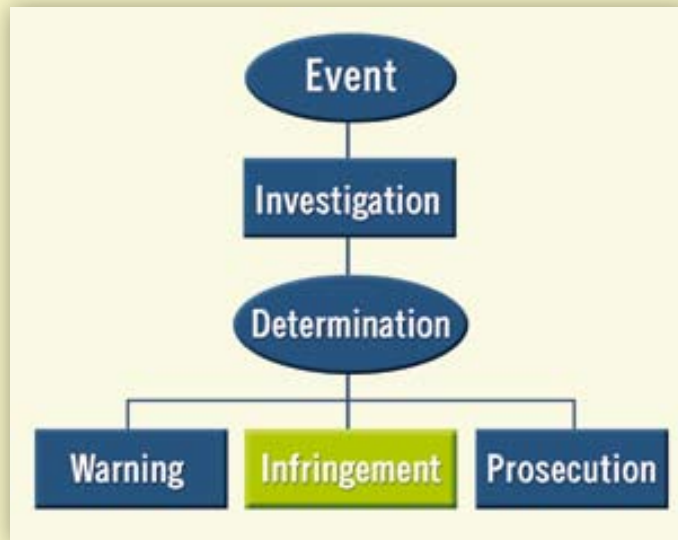 Event
Investigation
Determination
Warning Infringement Prosecution